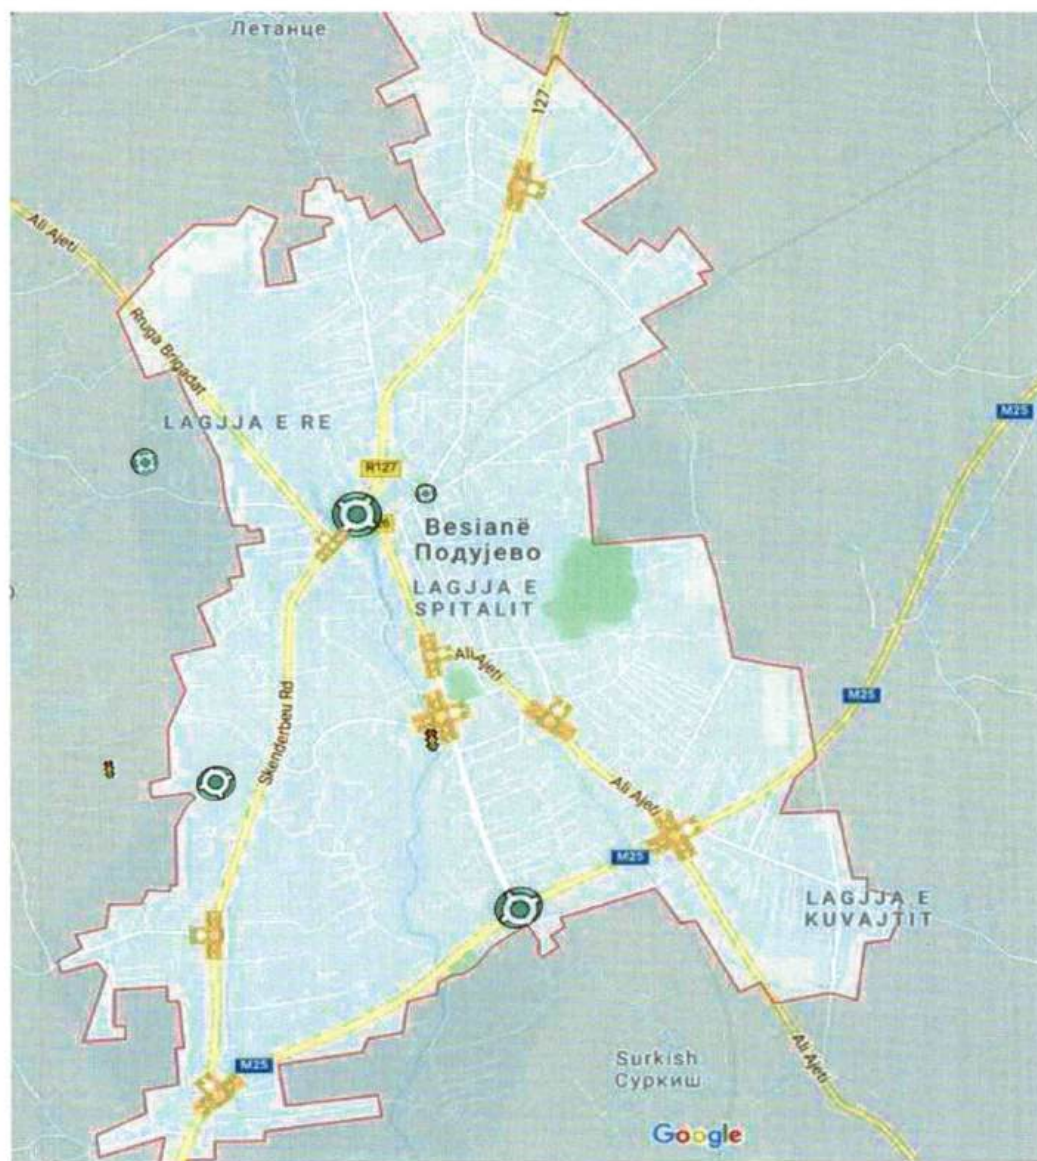 Летанце
127
Ali Ajeti
Rruga Brigadat
LAGJJA E RE
M25
R127
Besianë
Подујево
LAGJJA E
SPITALIT
Ali Ajeti
M25
Skenderbeu Rd
Ali Ajeti
M25
LAGJJA E
KUVAJTIT
M25
Ali Ajeti
Surkish
Суркиш
Google